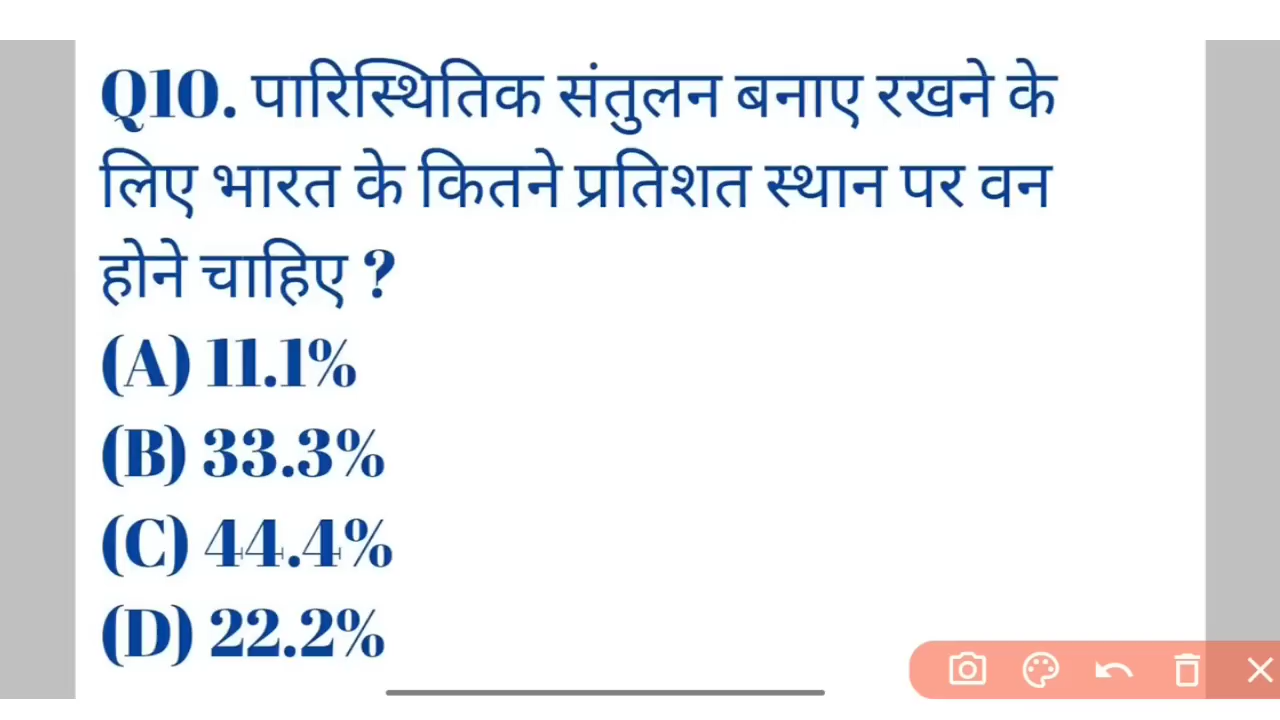 Q10. पारिस्थितिक संतुलन बनाए रखने के
लिए भारत के कितने प्रतिशत स्थान पर वन
होने चाहिए ?
(A) 11.1%
(B) 33.3%
(C) 44.4%
(D) 22.2%